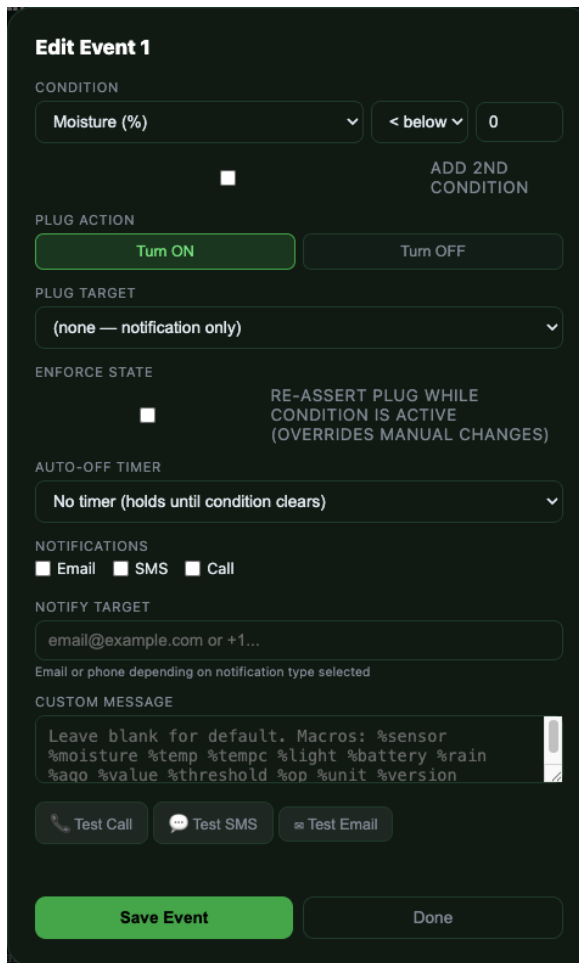 Edit Event 1
CONDITION
Moisture (%) < below 0
ADD 2ND
CONDITION
PLUG ACTION
Turn ON Turn OFF
PLUG TARGET
(none — notification only)
ENFORCE STATE
RE-ASSERT PLUG WHILE
CONDITION IS ACTIVE
(OVERRIDES MANUAL CHANGES)
AUTO-OFF TIMER
No timer (holds until condition clears)
NOTIFICATIONS
Email SMS Call
NOTIFY TARGET
email@example.com or +1...
Email or phone depending on notification type selected
CUSTOM MESSAGE
Leave blank for default. Macros: %sensor
%moisture %temp %tempc %light %battery %rain
%ago %value %threshold %op %unit %version
Test Call Test SMS Test Email
Save Event Done